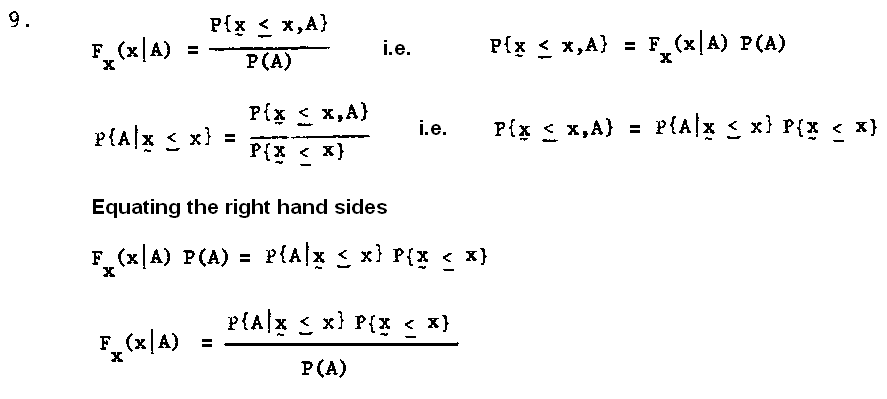 9.
F_x(x|A) = P{x ≤ x,A} / P(A) i.e. P{x ≤ x,A} = F_x(x|A) P(A)
P{A|x ≤ x} = P{x ≤ x,A} / P{x ≤ x} i.e. P{x ≤ x,A} = P{A|x ≤ x} P{x ≤ x}
Equating the right hand sides
F_x(x|A) P(A) = P{A|x ≤ x} P{x ≤ x}
F_x(x|A) = P{A|x ≤ x} P{x ≤ x} / P(A)